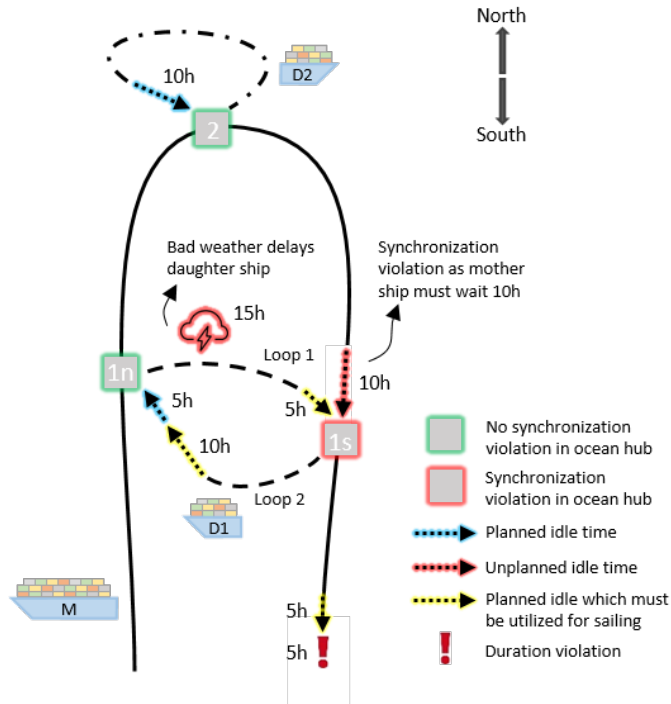 North
10h
D2
2
South
Bad weather delays
daughter ship
Synchronization
violation as mother
ship must wait 10h
15h
Loop 1
1n
10h
5h
5h
1s
10h
Loop 2
D1
M
5h
5h
No synchronization
violation in ocean hub
Synchronization
violation in ocean hub
Planned idle time
Unplanned idle time
Planned idle which must
be utilized for sailing
Duration violation